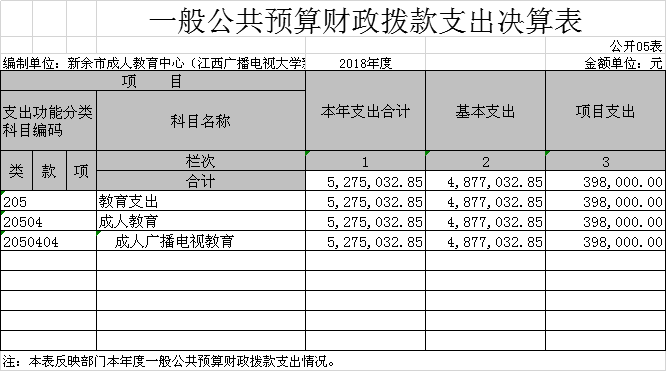 一般公共预算财政拨款支出决算表
公开05表
编制单位：新余市成人教育中心（江西广播电视大学 2018年度 金额单位：元
项 目 本年支出合计 基本支出 项目支出
支出功能分类科目编码 科目名称
类 款 项 栏次 1 2 3
合计 5,275,032.85 4,877,032.85 398,000.00
205 教育支出 5,275,032.85 4,877,032.85 398,000.00
20504 成人教育 5,275,032.85 4,877,032.85 398,000.00
2050404 成人广播电视教育 5,275,032.85 4,877,032.85 398,000.00
注：本表反映部门本年度一般公共预算财政拨款支出情况。